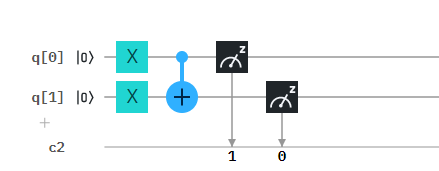 q[0] |0⟩ X z
q[1] |0⟩ X + z
+
c2
1 0